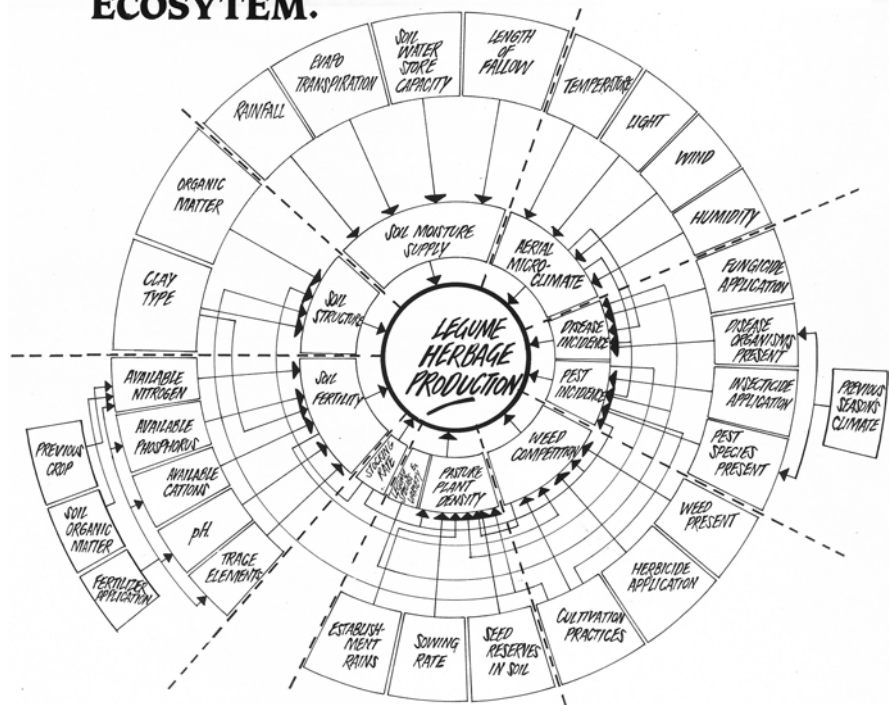 ECOSYTEM.
SOIL
WATER
STORE
CAPACITY
LENGTH
OF
FALLOW
EVAPO
TRANSPIRATION
RAINFALL
TEMPERATURE
LIGHT
WIND
HUMIDITY
ORGANIC
MATTER
CLAY
TYPE
SOIL MOISTURE
SUPPLY
AERIAL
MICRO-
CLIMATE
SOIL
STRUCTURE
LEGUME
HERBAGE
PRODUCTION
DISEASE
INCIDENCE
PEST
INCIDENCE
FUNGICIDE
APPLICATION
DISEASE
ORGANISMS
PRESENT
INSECTICIDE
APPLICATION
PREVIOUS
SEASONS
CLIMATE
PEST
SPECIES
PRESENT
SOIL
FERTILITY
AVAILABLE
NITROGEN
AVAILABLE
PHOSPHORUS
AVAILABLE
CATIONS
pH.
TRACE
ELEMENTS
PREVIOUS
CROP
SOIL
ORGANIC
MATTER
FERTILIZER
APPLICATION
STOCKING
RATE
PASTURE
PLANT
DENSITY
WEED
COMPETITION
WEED
PRESENT
HERBICIDE
APPLICATION
CULTIVATION
PRACTICES
SEED
RESERVES
IN SOIL
SOWING
RATE
ESTABLISH-
MENT
RAINS